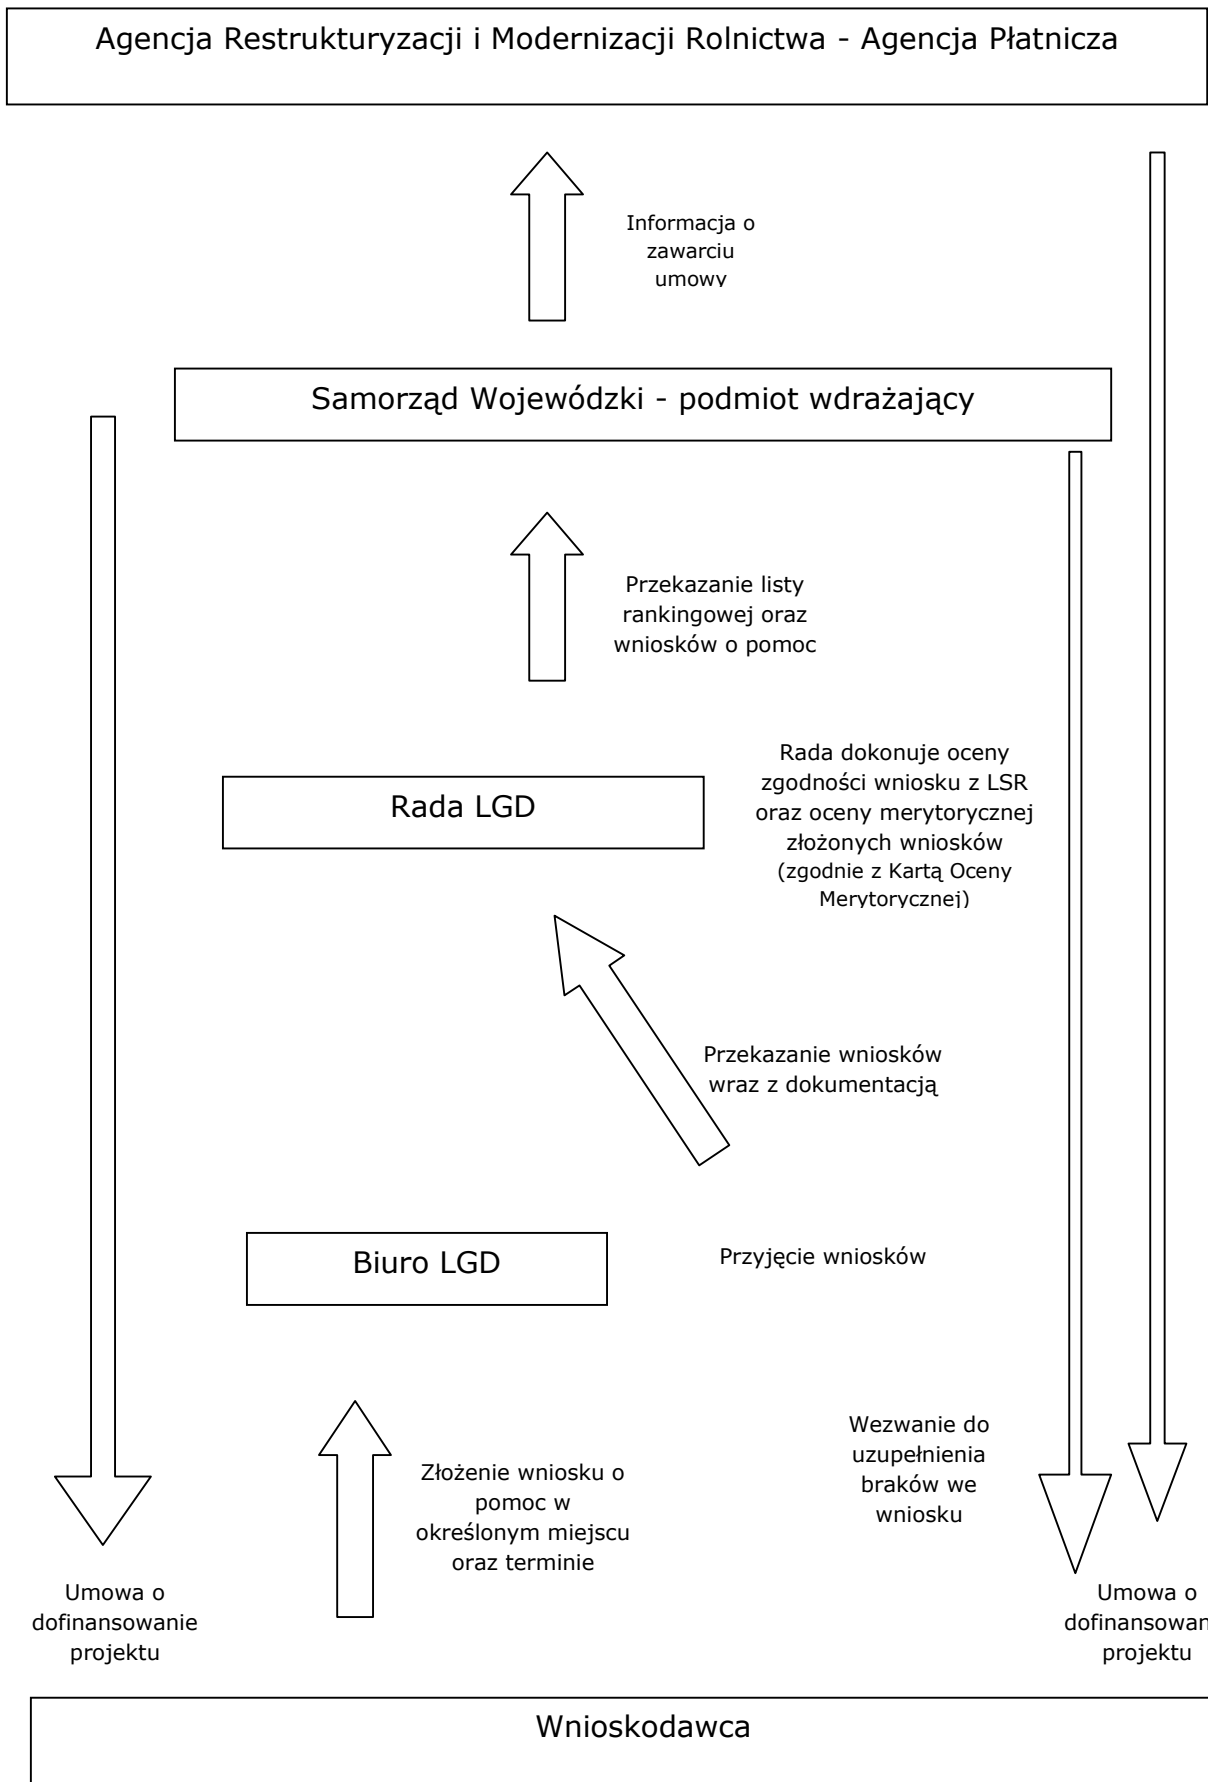 Agencja Restrukturyzacji i Modernizacji Rolnictwa - Agencja Płatnicza
Informacja o
zawarciu
umowy
Samorząd Wojewódzki - podmiot wdrażający
Przekazanie listy
rankingowej oraz
wniosków o pomoc
Rada LGD
Rada dokonuje oceny
zgodności wniosku z LSR
oraz oceny merytorycznej
złożonych wniosków
(zgodnie z Kartą Oceny
Merytorycznej)
Przekazanie wniosków
wraz z dokumentacją
Biuro LGD
Przyjęcie wniosków
Złożenie wniosku o
pomoc w
określonym miejscu
oraz terminie
Wezwanie do
uzupełnienia
braków we
wniosku
Umowa o
dofinansowanie
projektu
Umowa o
dofinansowan
projektu
Wnioskodawca